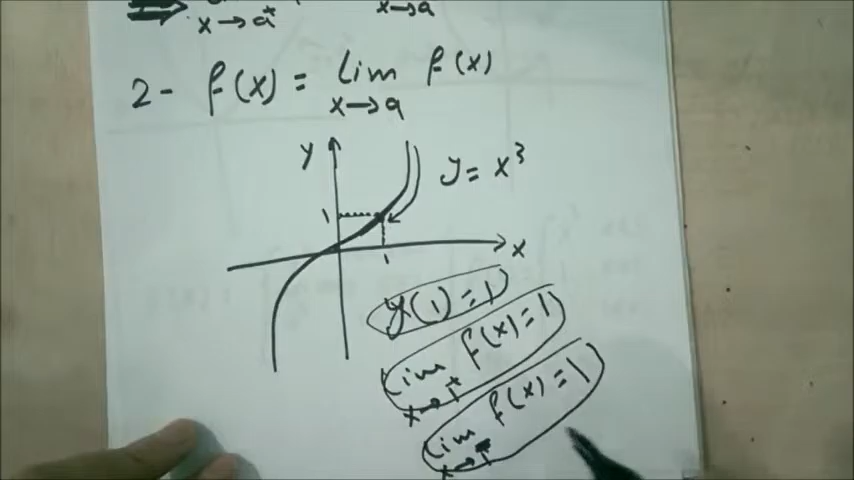 x→a⁺ x→a
2- f(x) = lim f(x)
x→a
y
y = x³
1
x
1
y(1)=1
lim f(x)=1
x→1⁺
lim f(x)=1
x→1